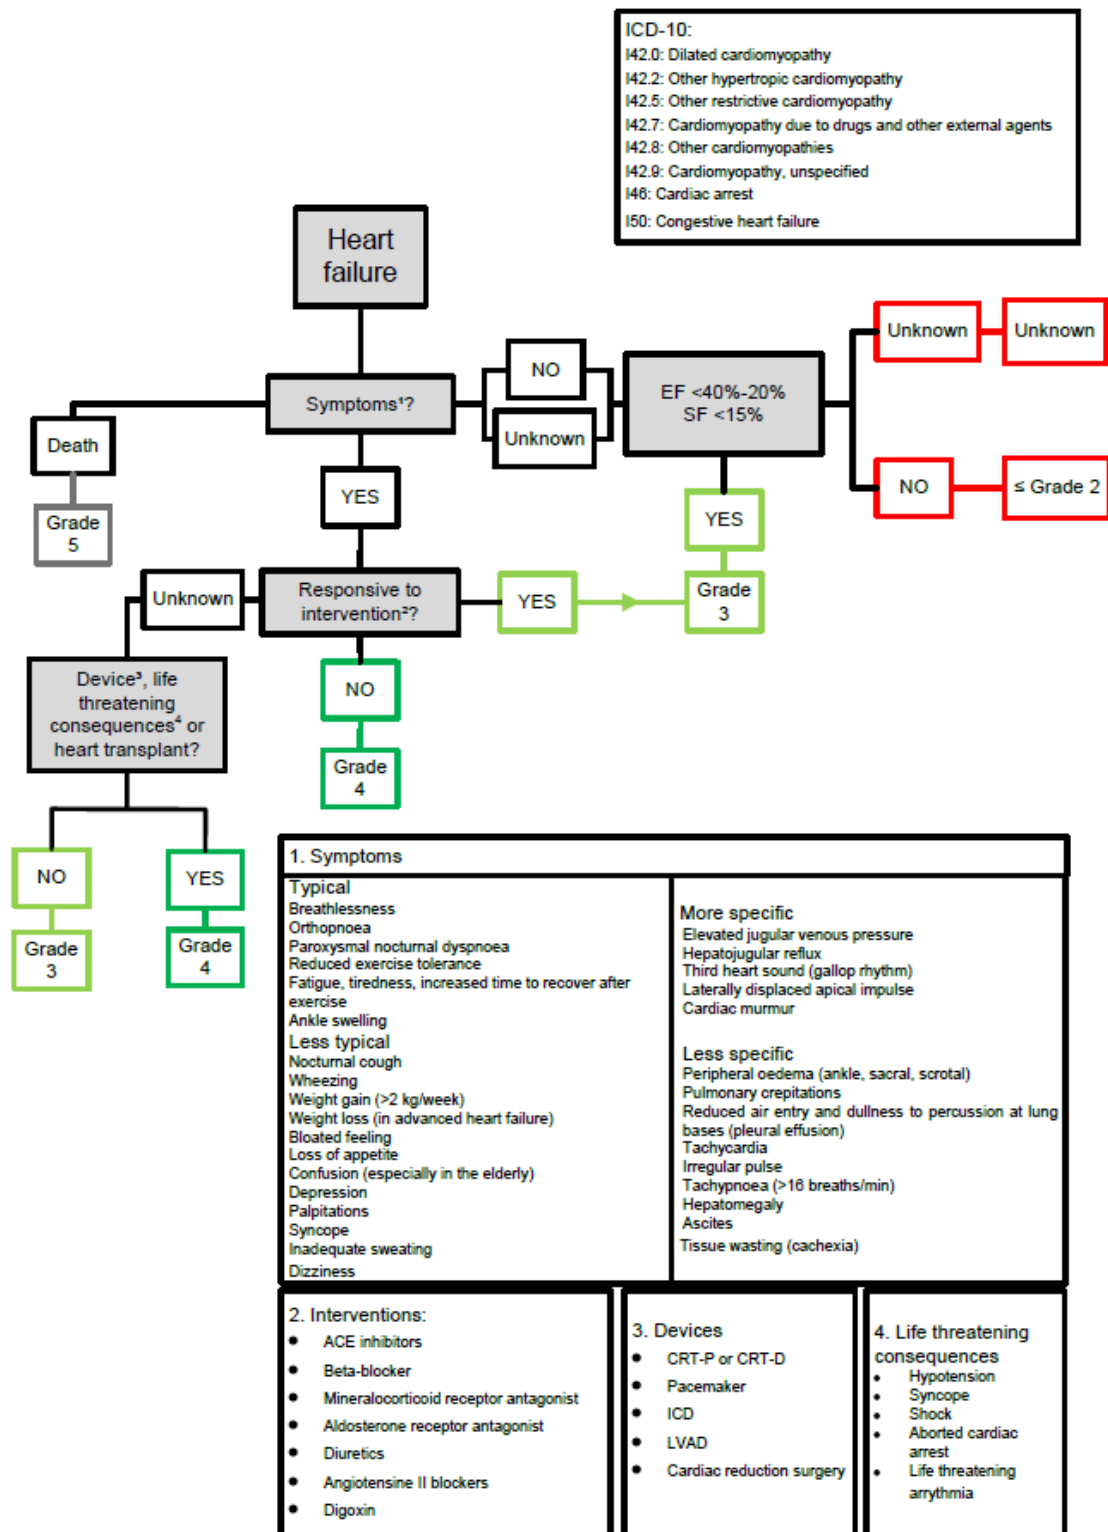 ICD-10:
I42.0: Dilated cardiomyopathy
I42.2: Other hypertropic cardiomyopathy
I42.5: Other restrictive cardiomyopathy
I42.7: Cardiomyopathy due to drugs and other external agents
I42.8: Other cardiomyopathies
I42.9: Cardiomyopathy, unspecified
I46: Cardiac arrest
I50: Congestive heart failure
Heart
failure
Symptoms¹?
NO
Unknown
EF <40%-20%
SF <15%
Unknown
Unknown
NO
≤ Grade 2
Death
Grade
5
YES
YES
Grade
3
Unknown
Responsive to
intervention²?
YES
Device³, life
threatening
consequences⁴ or
heart transplant?
NO
Grade
4
NO
Grade
3
YES
Grade
4
1. Symptoms
Typical
Breathlessness
Orthopnoea
Paroxysmal nocturnal dyspnoea
Reduced exercise tolerance
Fatigue, tiredness, increased time to recover after
exercise
Ankle swelling
Less typical
Nocturnal cough
Wheezing
Weight gain (>2 kg/week)
Weight loss (in advanced heart failure)
Bloated feeling
Loss of appetite
Confusion (especially in the elderly)
Depression
Palpitations
Syncope
Inadequate sweating
Dizziness
More specific
Elevated jugular venous pressure
Hepatojugular reflux
Third heart sound (gallop rhythm)
Laterally displaced apical impulse
Cardiac murmur
Less specific
Peripheral oedema (ankle, sacral, scrotal)
Pulmonary crepitations
Reduced air entry and dullness to percussion at lung
bases (pleural effusion)
Tachycardia
Irregular pulse
Tachypnoea (>16 breaths/min)
Hepatomegaly
Ascites
Tissue wasting (cachexia)
2. Interventions:
• ACE inhibitors
• Beta-blocker
• Mineralocorticoid receptor antagonist
• Aldosterone receptor antagonist
• Diuretics
• Angiotensine II blockers
• Digoxin
3. Devices
• CRT-P or CRT-D
• Pacemaker
• ICD
• LVAD
• Cardiac reduction surgery
4. Life threatening
consequences
• Hypotension
• Syncope
• Shock
• Aborted cardiac
arrest
• Life threatening
arrythmia